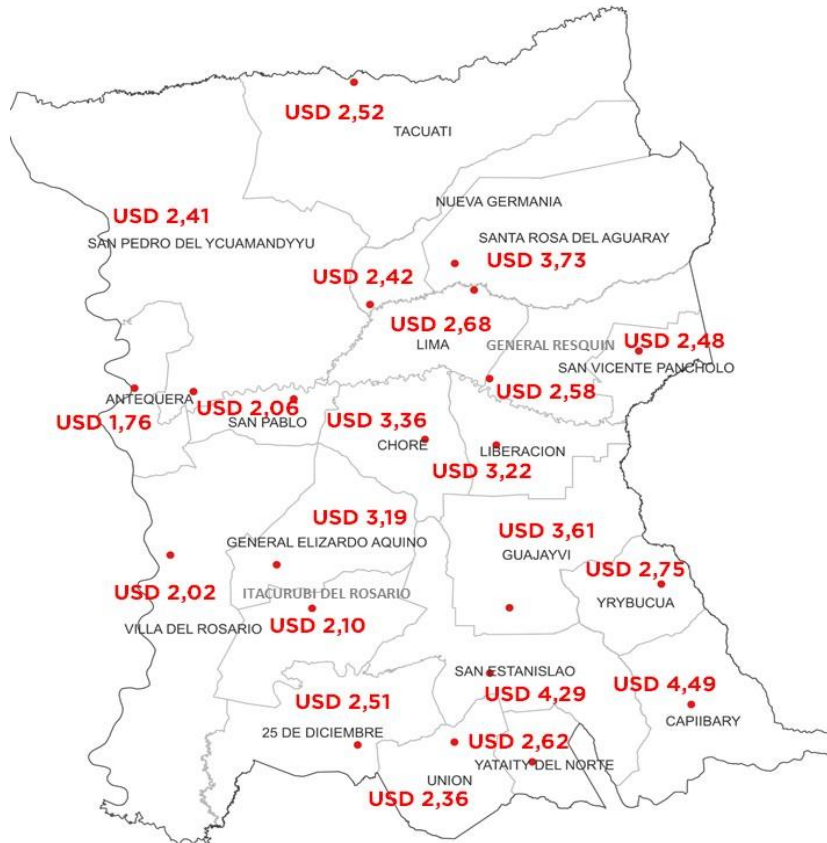 USD 2,52
TACUATI
NUEVA GERMANIA
USD 2,41
SAN PEDRO DEL YCUAMANDYYU
SANTA ROSA DEL AGUARAY
USD 3,73
USD 2,42
USD 2,68
LIMA
GENERAL RESQUIN
USD 2,48
SAN VICENTE PANCHOLO
USD 2,58
ANTEQUERA
USD 1,76
USD 2,06
SAN PABLO
USD 3,36
CHORE
LIBERACION
USD 3,22
USD 3,19
GENERAL ELIZARDO AQUINO
USD 3,61
GUAJAYVI
USD 2,02
VILLA DEL ROSARIO
ITACURUBI DEL ROSARIO
USD 2,10
USD 2,75
YRYBUCUA
SAN ESTANISLAO
USD 4,29
USD 4,49
CAPIIBARY
USD 2,51
25 DE DICIEMBRE
USD 2,62
YATAITY DEL NORTE
UNION
USD 2,36